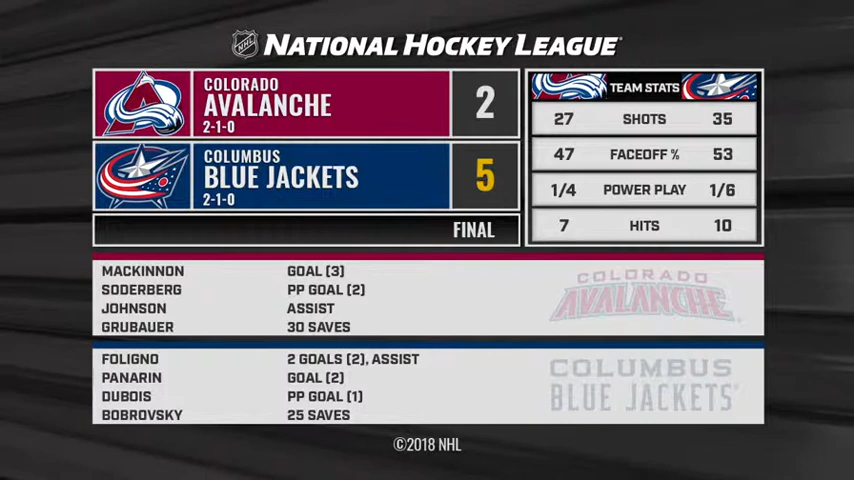 NHL NATIONAL HOCKEY LEAGUE
COLORADO
AVALANCHE
2-1-0
2
COLUMBUS
BLUE JACKETS
2-1-0
5
FINAL
TEAM STATS
27 SHOTS 35
47 FACEOFF % 53
1/4 POWER PLAY 1/6
7 HITS 10
MACKINNON GOAL (3)
SODERBERG PP GOAL (2)
JOHNSON ASSIST
GRUBAUER 30 SAVES
COLORADO
AVALANCHE
FOLIGNO 2 GOALS (2), ASSIST
PANARIN GOAL (2)
DUBOIS PP GOAL (1)
BOBROVSKY 25 SAVES
COLUMBUS
BLUE JACKETS
©2018 NHL